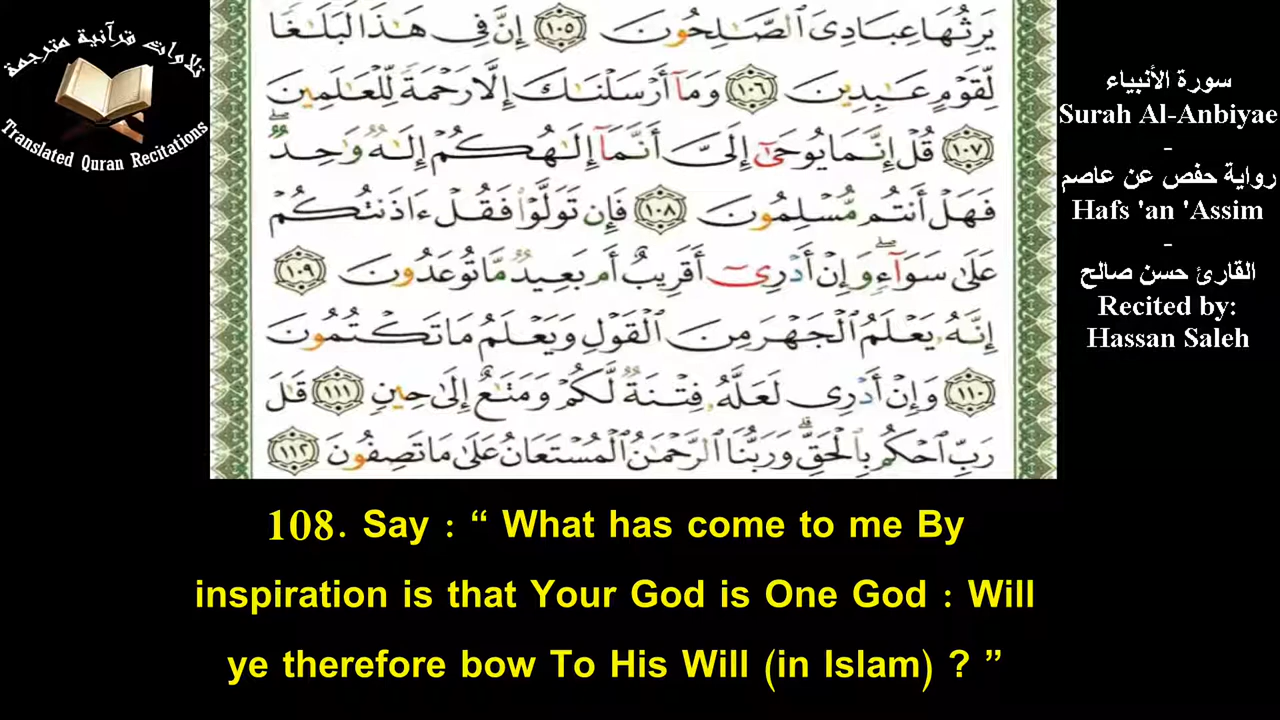 تلاوات قرآنية مترجمة
Translated Quran Recitations
يَرِثُهَا عِبَادِىَ ٱلصَّـٰلِحُونَ ١٠٥ إِنَّ فِى هَـٰذَا لَبَلَـٰغًا
لِّقَوْمٍ عَـٰبِدِينَ ١٠٦ وَمَآ أَرْسَلْنَـٰكَ إِلَّا رَحْمَةً لِّلْعَـٰلَمِينَ
١٠٧ قُلْ إِنَّمَا يُوحَىٰٓ إِلَىَّ أَنَّمَآ إِلَـٰهُكُمْ إِلَـٰهٌ وَٰحِدٌ ۖ
فَهَلْ أَنتُم مُّسْلِمُونَ ١٠٨ فَإِن تَوَلَّوْا۟ فَقُلْ ءَاذَنتُكُمْ
عَلَىٰ سَوَآءٍ ۖ وَإِنْ أَدْرِىٓ أَقَرِيبٌ أَم بَعِيدٌ مَّا تُوعَدُونَ ١٠٩
إِنَّهُۥ يَعْلَمُ ٱلْجَهْرَ مِنَ ٱلْقَوْلِ وَيَعْلَمُ مَا تَكْتُمُونَ
١١٠ وَإِنْ أَدْرِى لَعَلَّهُۥ فِتْنَةٌ لَّكُمْ وَمَتَـٰعٌ إِلَىٰ حِينٍ ١١١ قَـٰلَ
رَبِّ ٱحْكُم بِٱلْحَقِّ ۗ وَرَبُّنَا ٱلرَّحْمَـٰنُ ٱلْمُسْتَعَانُ عَلَىٰ مَا تَصِفُونَ ١١٢
سورة الأنبياء
Surah Al-Anbiyae
-
رواية حفص عن عاصم
Hafs 'an 'Assim
-
القارئ حسن صالح
Recited by:
Hassan Saleh
108. Say : “ What has come to me By
inspiration is that Your God is One God : Will
ye therefore bow To His Will (in Islam) ? ”